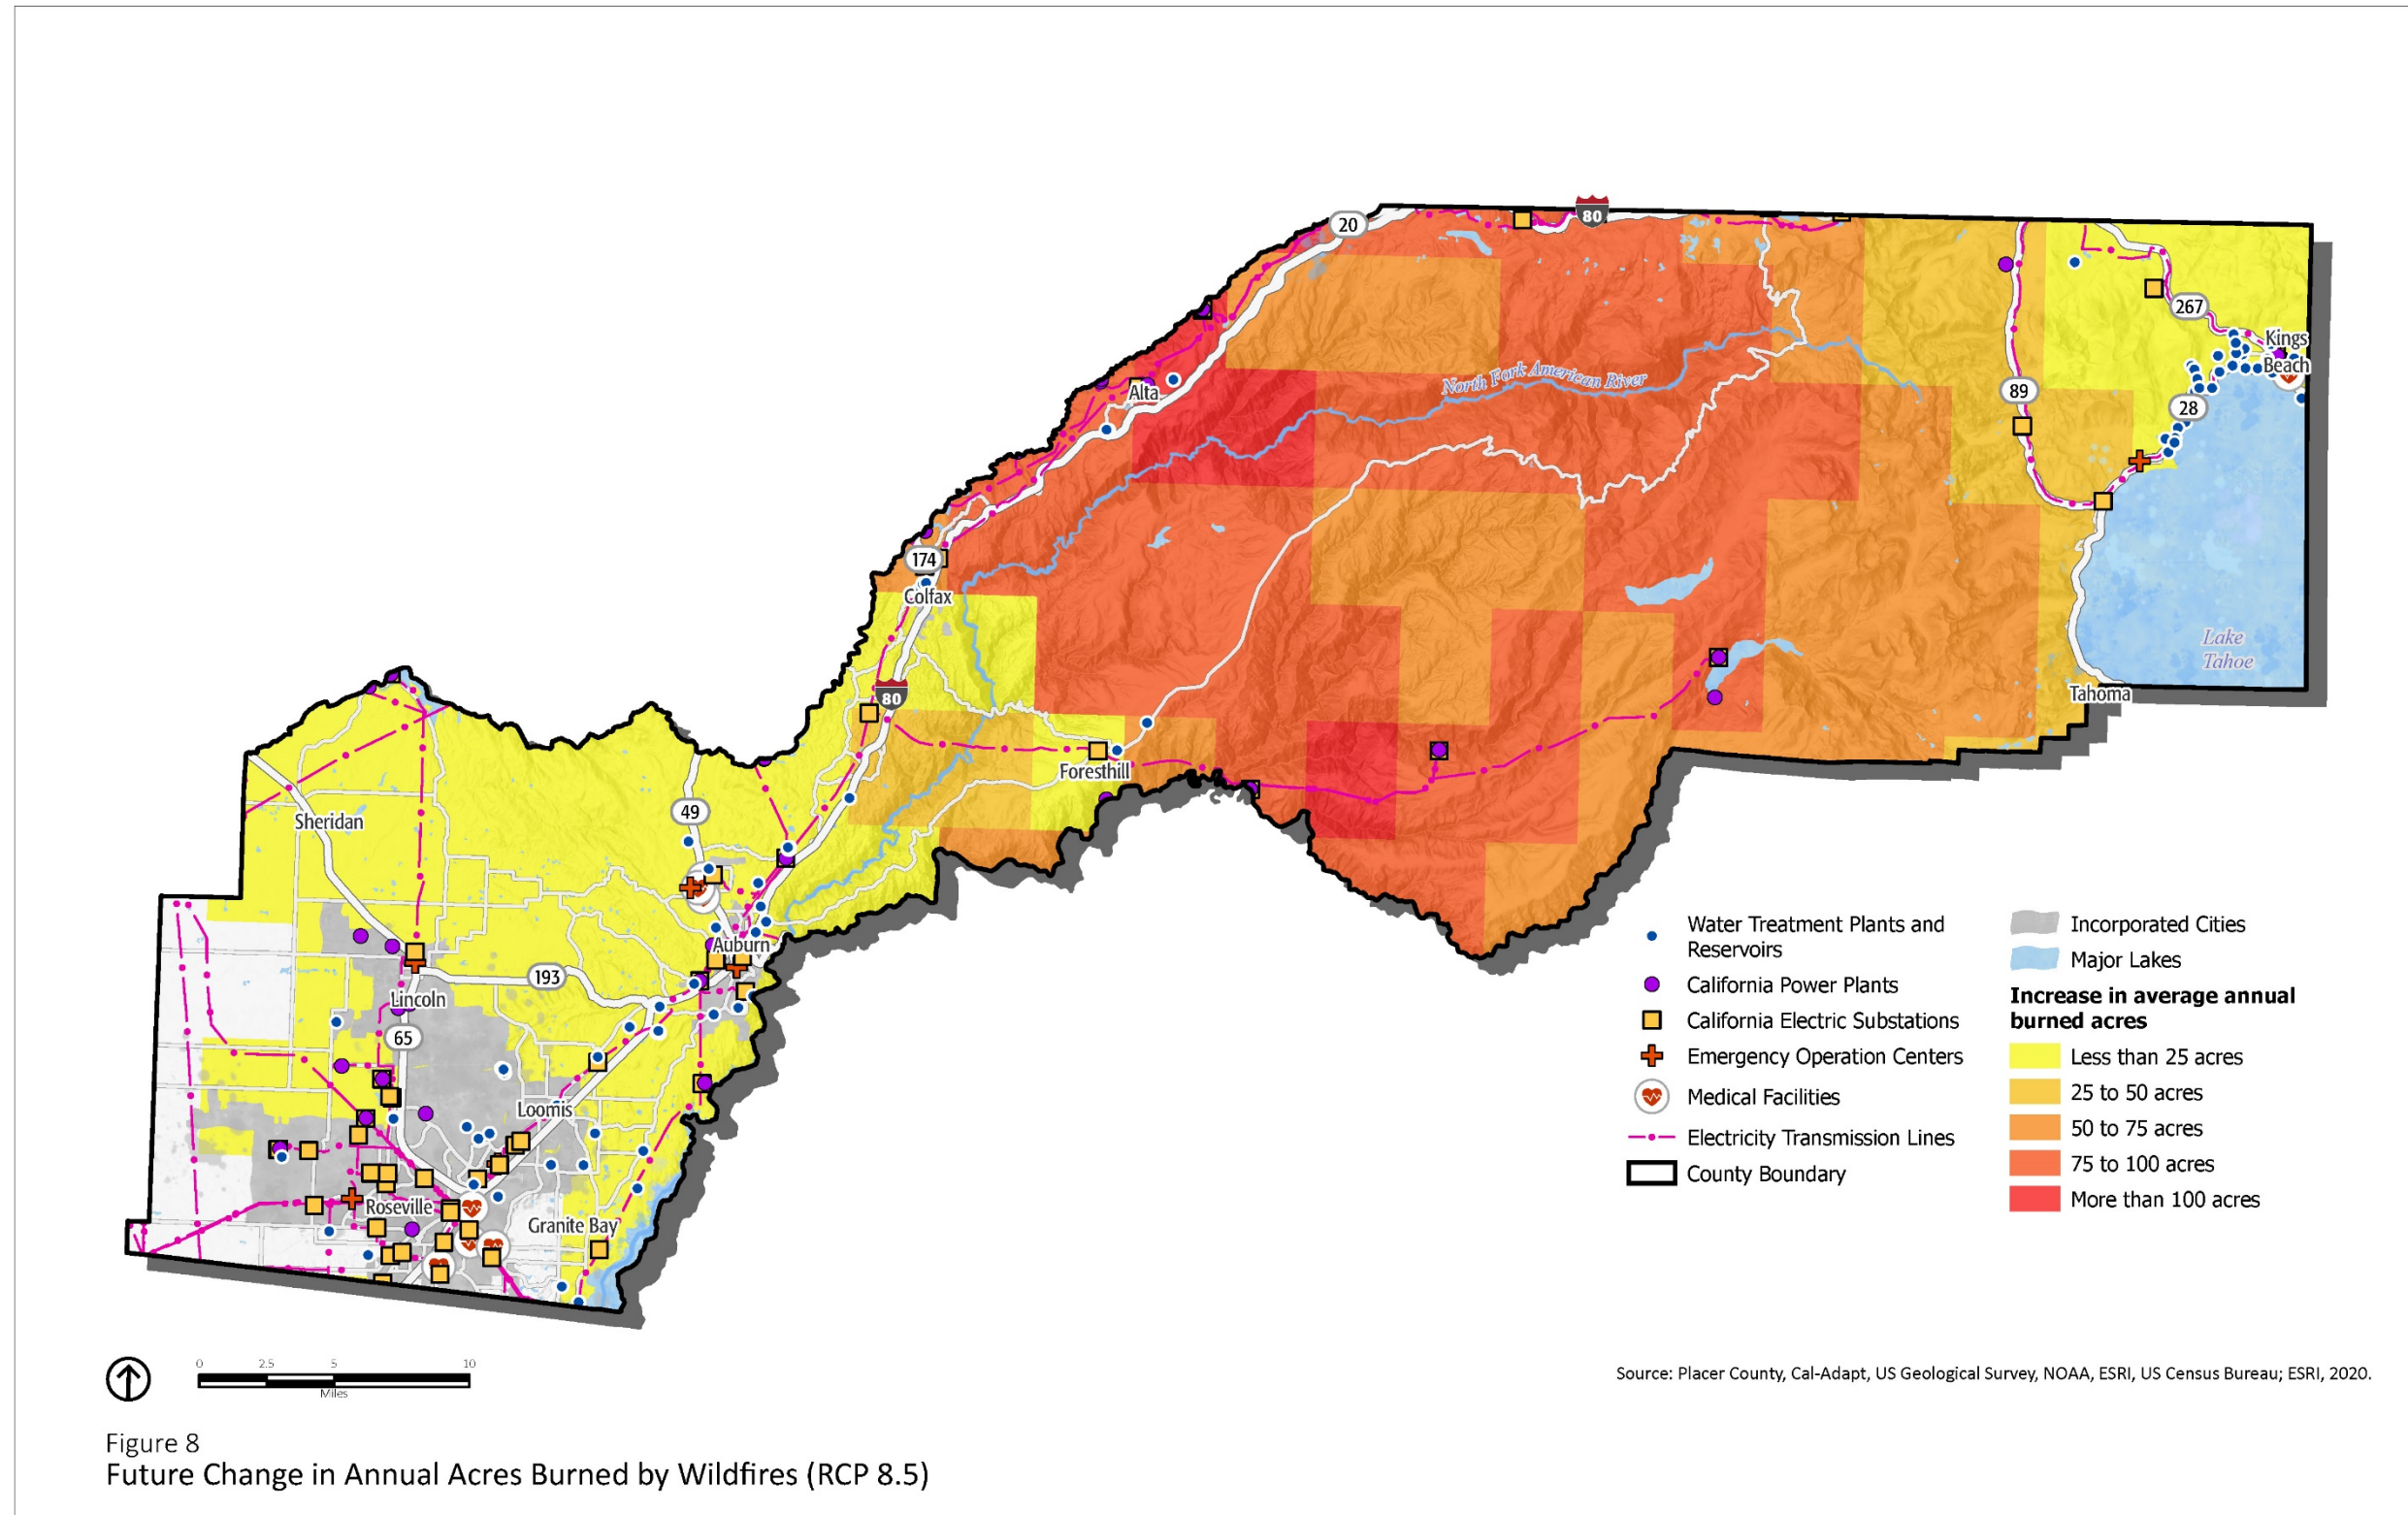 20
80
267
Kings
Beach
89
28
Alta
North Fork American River
174
Colfax
Lake
Tahoe
80
Tahoma
Foresthill
Sheridan
49
Auburn
193
Lincoln
65
Loomis
Roseville
Granite Bay
Water Treatment Plants and
Reservoirs
California Power Plants
California Electric Substations
Emergency Operation Centers
Medical Facilities
Electricity Transmission Lines
County Boundary
Incorporated Cities
Major Lakes
Increase in average annual
burned acres
Less than 25 acres
25 to 50 acres
50 to 75 acres
75 to 100 acres
More than 100 acres
0 2.5 5 10
Miles
Source: Placer County, Cal-Adapt, US Geological Survey, NOAA, ESRI, US Census Bureau; ESRI, 2020.
Figure 8
Future Change in Annual Acres Burned by Wildfires (RCP 8.5)